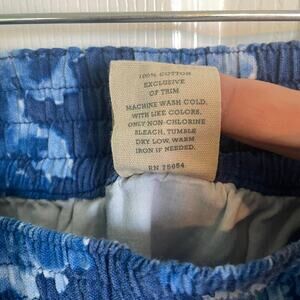 100% COTTON
EXCLUSIVE
OF TRIM
MACHINE WASH COLD,
WITH LIKE COLORS.
ONLY NON-CHLORINE
BLEACH, TUMBLE
DRY LOW, WARM
IRON IF NEEDED.
RN 75654